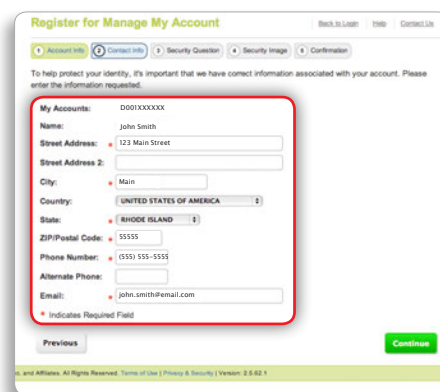 Register for Manage My Account
Back to Login Help Contact Us
1 Account Info 2 Contact Info 3 Security Question 4 Security Image 5 Confirmation
To help protect your identity, it's important that we have correct information associated with your account. Please
enter the information requested.
My Accounts: D001XXXXXX
Name: John Smith
Street Address: * 123 Main Street
Street Address 2:
City: * Main
Country: UNITED STATES OF AMERICA
State: * RHODE ISLAND
ZIP/Postal Code: * 55555
Phone Number: * (555) 555-5555
Alternate Phone:
Email: * john.smith@email.com
* Indicates Required Field
Previous Continue
and Affiliates. All Rights Reserved. Terms of Use | Privacy & Security | Version: 2.5.62.1